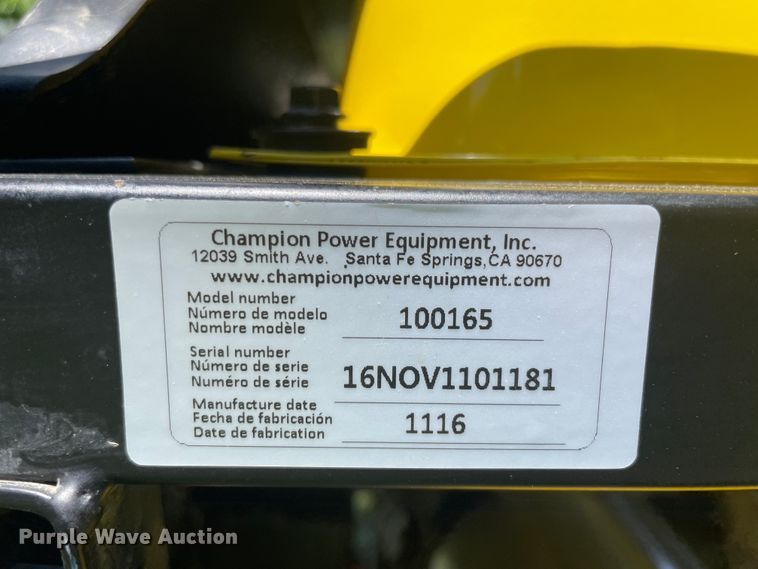 Champion Power Equipment, Inc.
12039 Smith Ave. Santa Fe Springs,CA 90670
www.championpowerequipment.com
Model number
Número de modelo
Nombre modèle
100165
Serial number
Número de serie
Numéro de série
16NOV1101181
Manufacture date
Fecha de fabricación
Date de fabrication
1116
Purple Wave Auction®